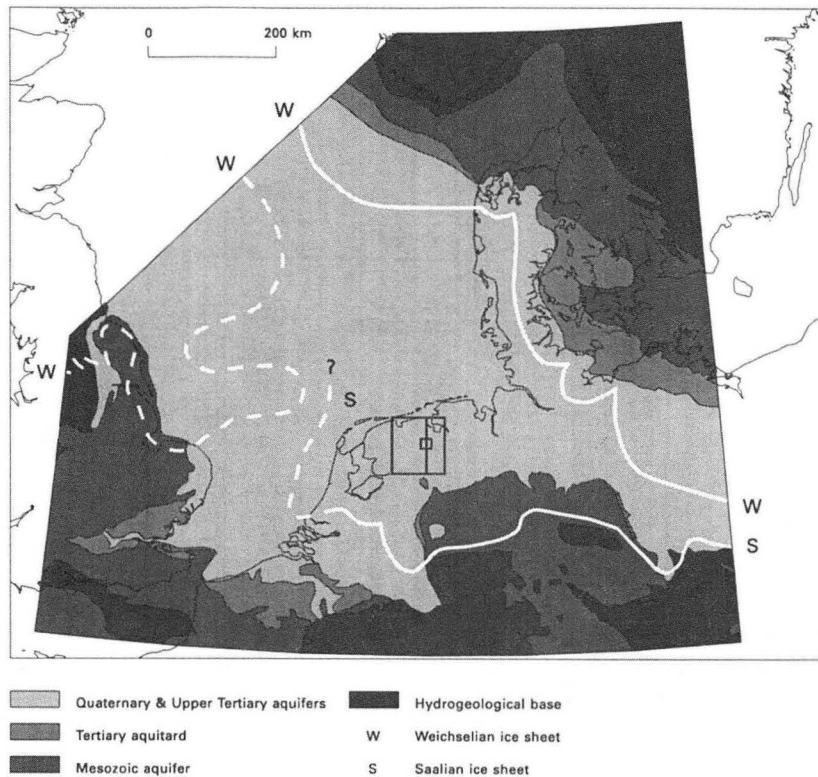 0 200 km
W
W
W
?
S
W
S
Quaternary & Upper Tertiary aquifers
Hydrogeological base
Tertiary aquitard
W Weichselian ice sheet
Mesozoic aquifer
S Saalian ice sheet